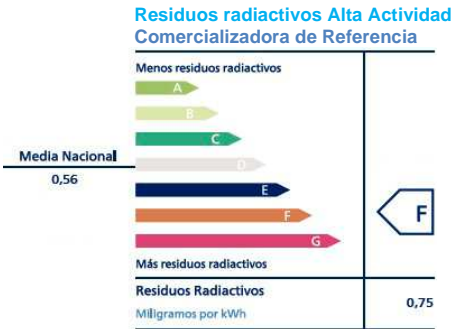 Residuos radiactivos Alta Actividad
Comercializadora de Referencia
Menos residuos radiactivos
A
B
C
Media Nacional
D
0,56
E
F
F
G
Más residuos radiactivos
Residuos Radiactivos
0,75
Miligramos por kWh